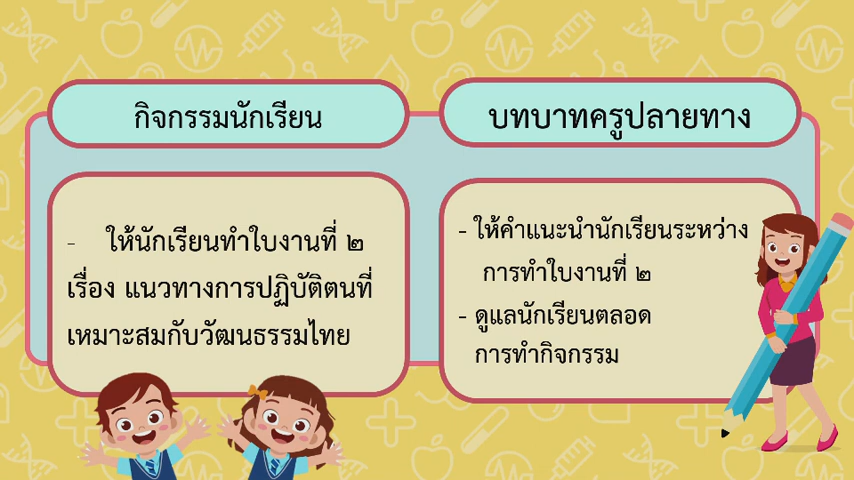 กิจกรรมนักเรียน
- ให้นักเรียนทำใบงานที่ ๒
เรื่อง แนวทางการปฏิบัติตนที่
เหมาะสมกับวัฒนธรรมไทย
บทบาทครูปลายทาง
- ให้คำแนะนำนักเรียนระหว่าง
การทำใบงานที่ ๒
- ดูแลนักเรียนตลอด
การทำกิจกรรม